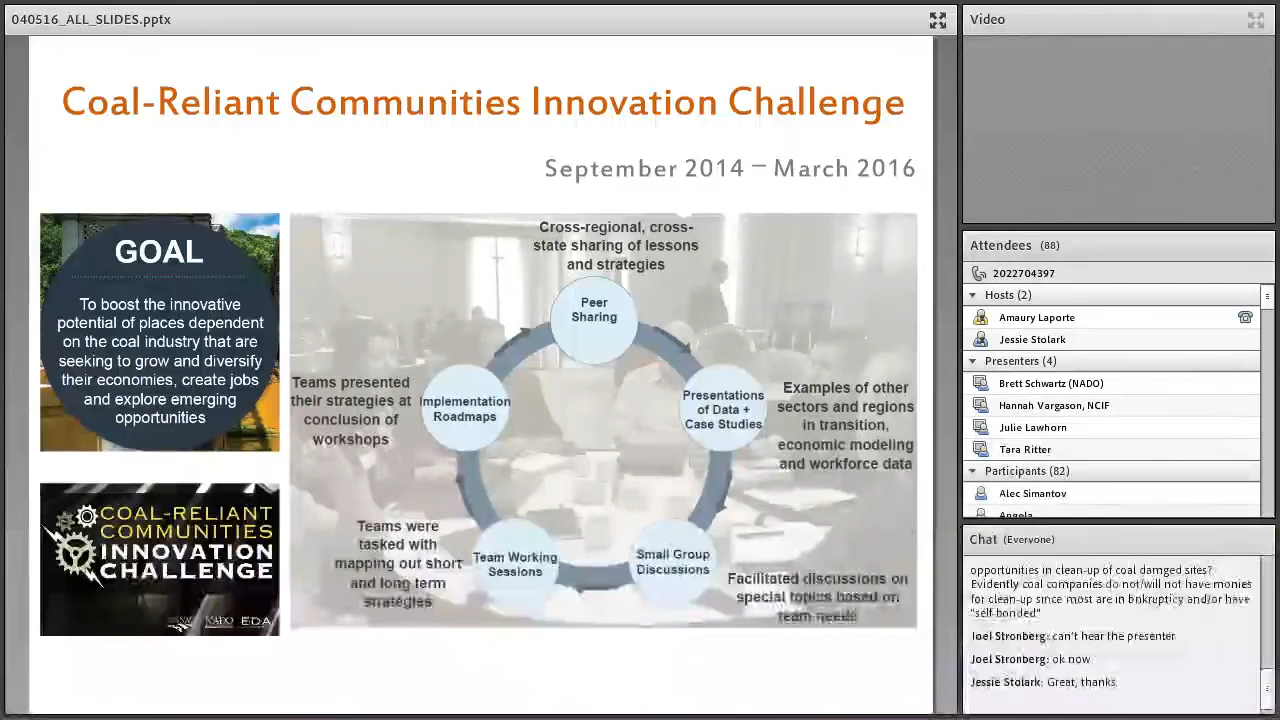 040516_ALL_SLIDES.pptx
Coal-Reliant Communities Innovation Challenge
September 2014 – March 2016
GOAL
To boost the innovative
potential of places dependent
on the coal industry that are
seeking to grow and diversify
their economies, create jobs
and explore emerging
opportunities
COAL-RELIANT
COMMUNITIES
INNOVATION
CHALLENGE
NADO EDA
Cross-regional, cross-
state sharing of lessons
and strategies
Peer
Sharing
Presentations
of Data +
Case Studies
Examples of other
sectors and regions
in transition,
economic modeling
and workforce data
Small Group
Discussions
Facilitated discussions on
special topics based on
team needs
Team Working
Sessions
Teams were
tasked with
mapping out short
and long term
strategies
Implementation
Roadmaps
Teams presented
their strategies at
conclusion of
workshops
Video
Attendees (88)
2022704397
Hosts (2)
Amaury Laporte
Jessie Stolark
Presenters (4)
Brett Schwartz (NADO)
Hannah Vargason, NCIF
Julie Lawhorn
Tara Ritter
Participants (82)
Alec Simantov
Angela
Chat (Everyone)
opportunities in clean-up of coal damged sites?
Evidently coal companies do not/will not have monies
for clean-up since most are in bnkruptcy and/or have
"self-bonded"
Joel Stronberg: can't hear the presenter
Joel Stronberg: ok now
Jessie Stolark: Great, thanks.